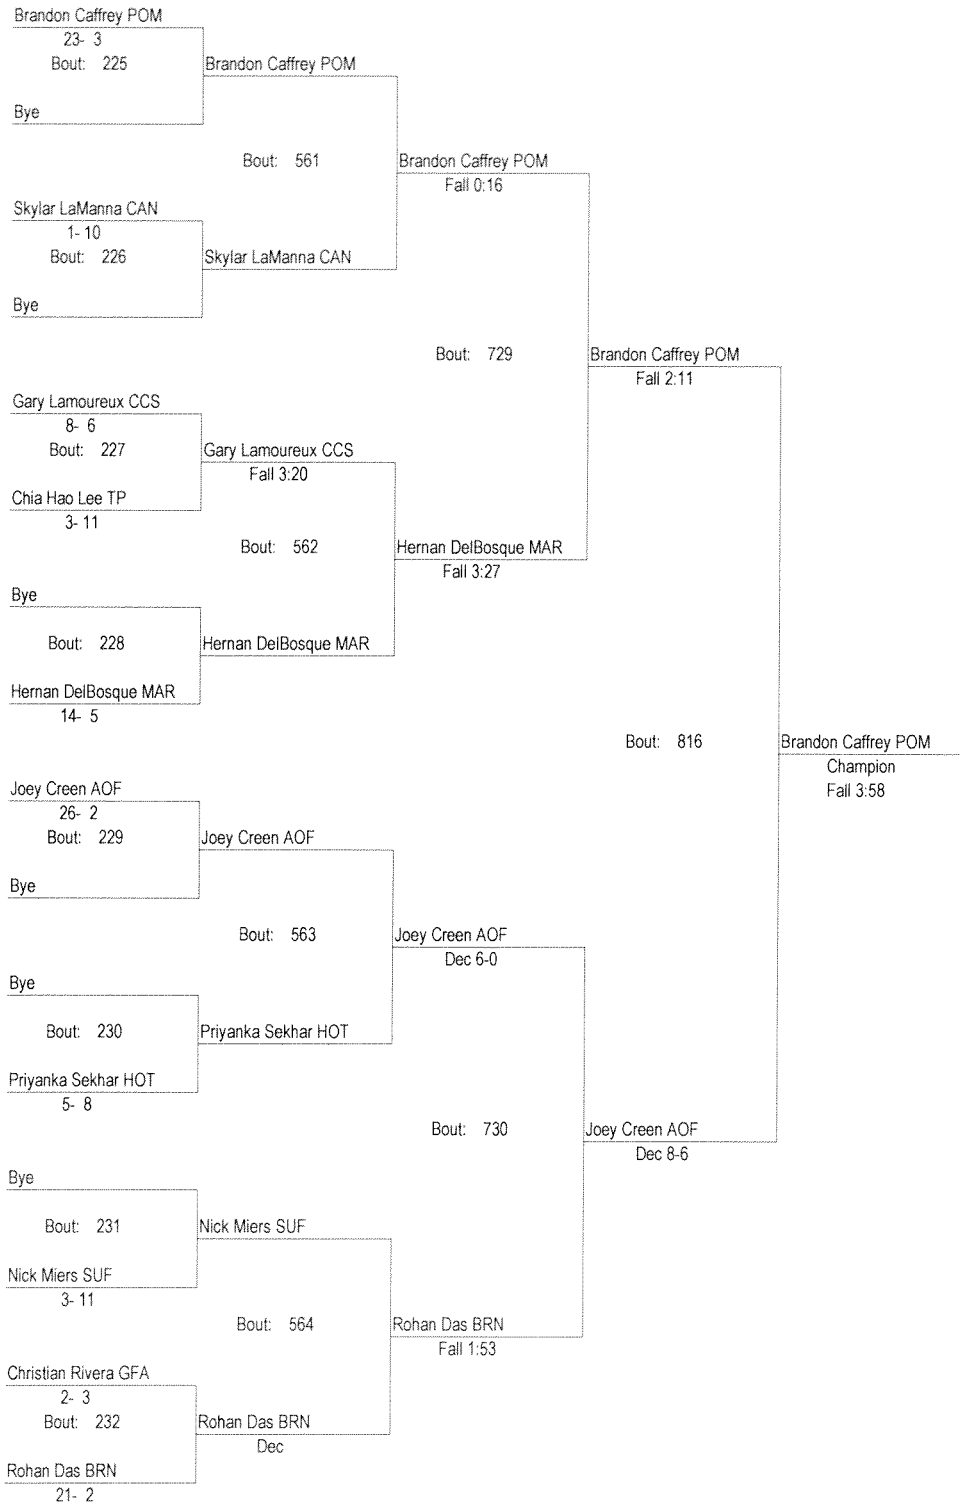 Brandon Caffrey POM
23- 3
Bout: 225
Brandon Caffrey POM
Bye
Bout: 561
Brandon Caffrey POM
Fall 0:16
Skylar LaManna CAN
1- 10
Bout: 226
Skylar LaManna CAN
Bye
Bout: 729
Brandon Caffrey POM
Fall 2:11
Gary Lamoureux CCS
8- 6
Bout: 227
Gary Lamoureux CCS
Fall 3:20
Chia Hao Lee TP
3- 11
Bout: 562
Hernan DelBosque MAR
Fall 3:27
Bye
Bout: 228
Hernan DelBosque MAR
Hernan DelBosque MAR
14- 5
Bout: 816
Brandon Caffrey POM
Champion
Fall 3:58
Joey Creen AOF
26- 2
Bout: 229
Joey Creen AOF
Bye
Bout: 563
Joey Creen AOF
Dec 6-0
Bye
Bout: 230
Priyanka Sekhar HOT
Priyanka Sekhar HOT
5- 8
Bout: 730
Joey Creen AOF
Dec 8-6
Bye
Bout: 231
Nick Miers SUF
Nick Miers SUF
3- 11
Bout: 564
Rohan Das BRN
Fall 1:53
Christian Rivera GFA
2- 3
Bout: 232
Rohan Das BRN
Dec
Rohan Das BRN
21- 2